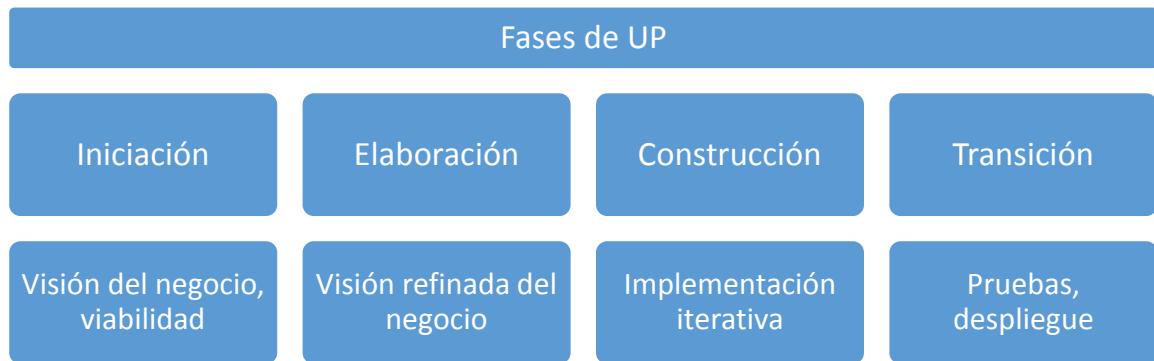 Fases de UP
Iniciación
Elaboración
Construcción
Transición
Visión del negocio,
viabilidad
Visión refinada del
negocio
Implementación
iterativa
Pruebas,
despliegue